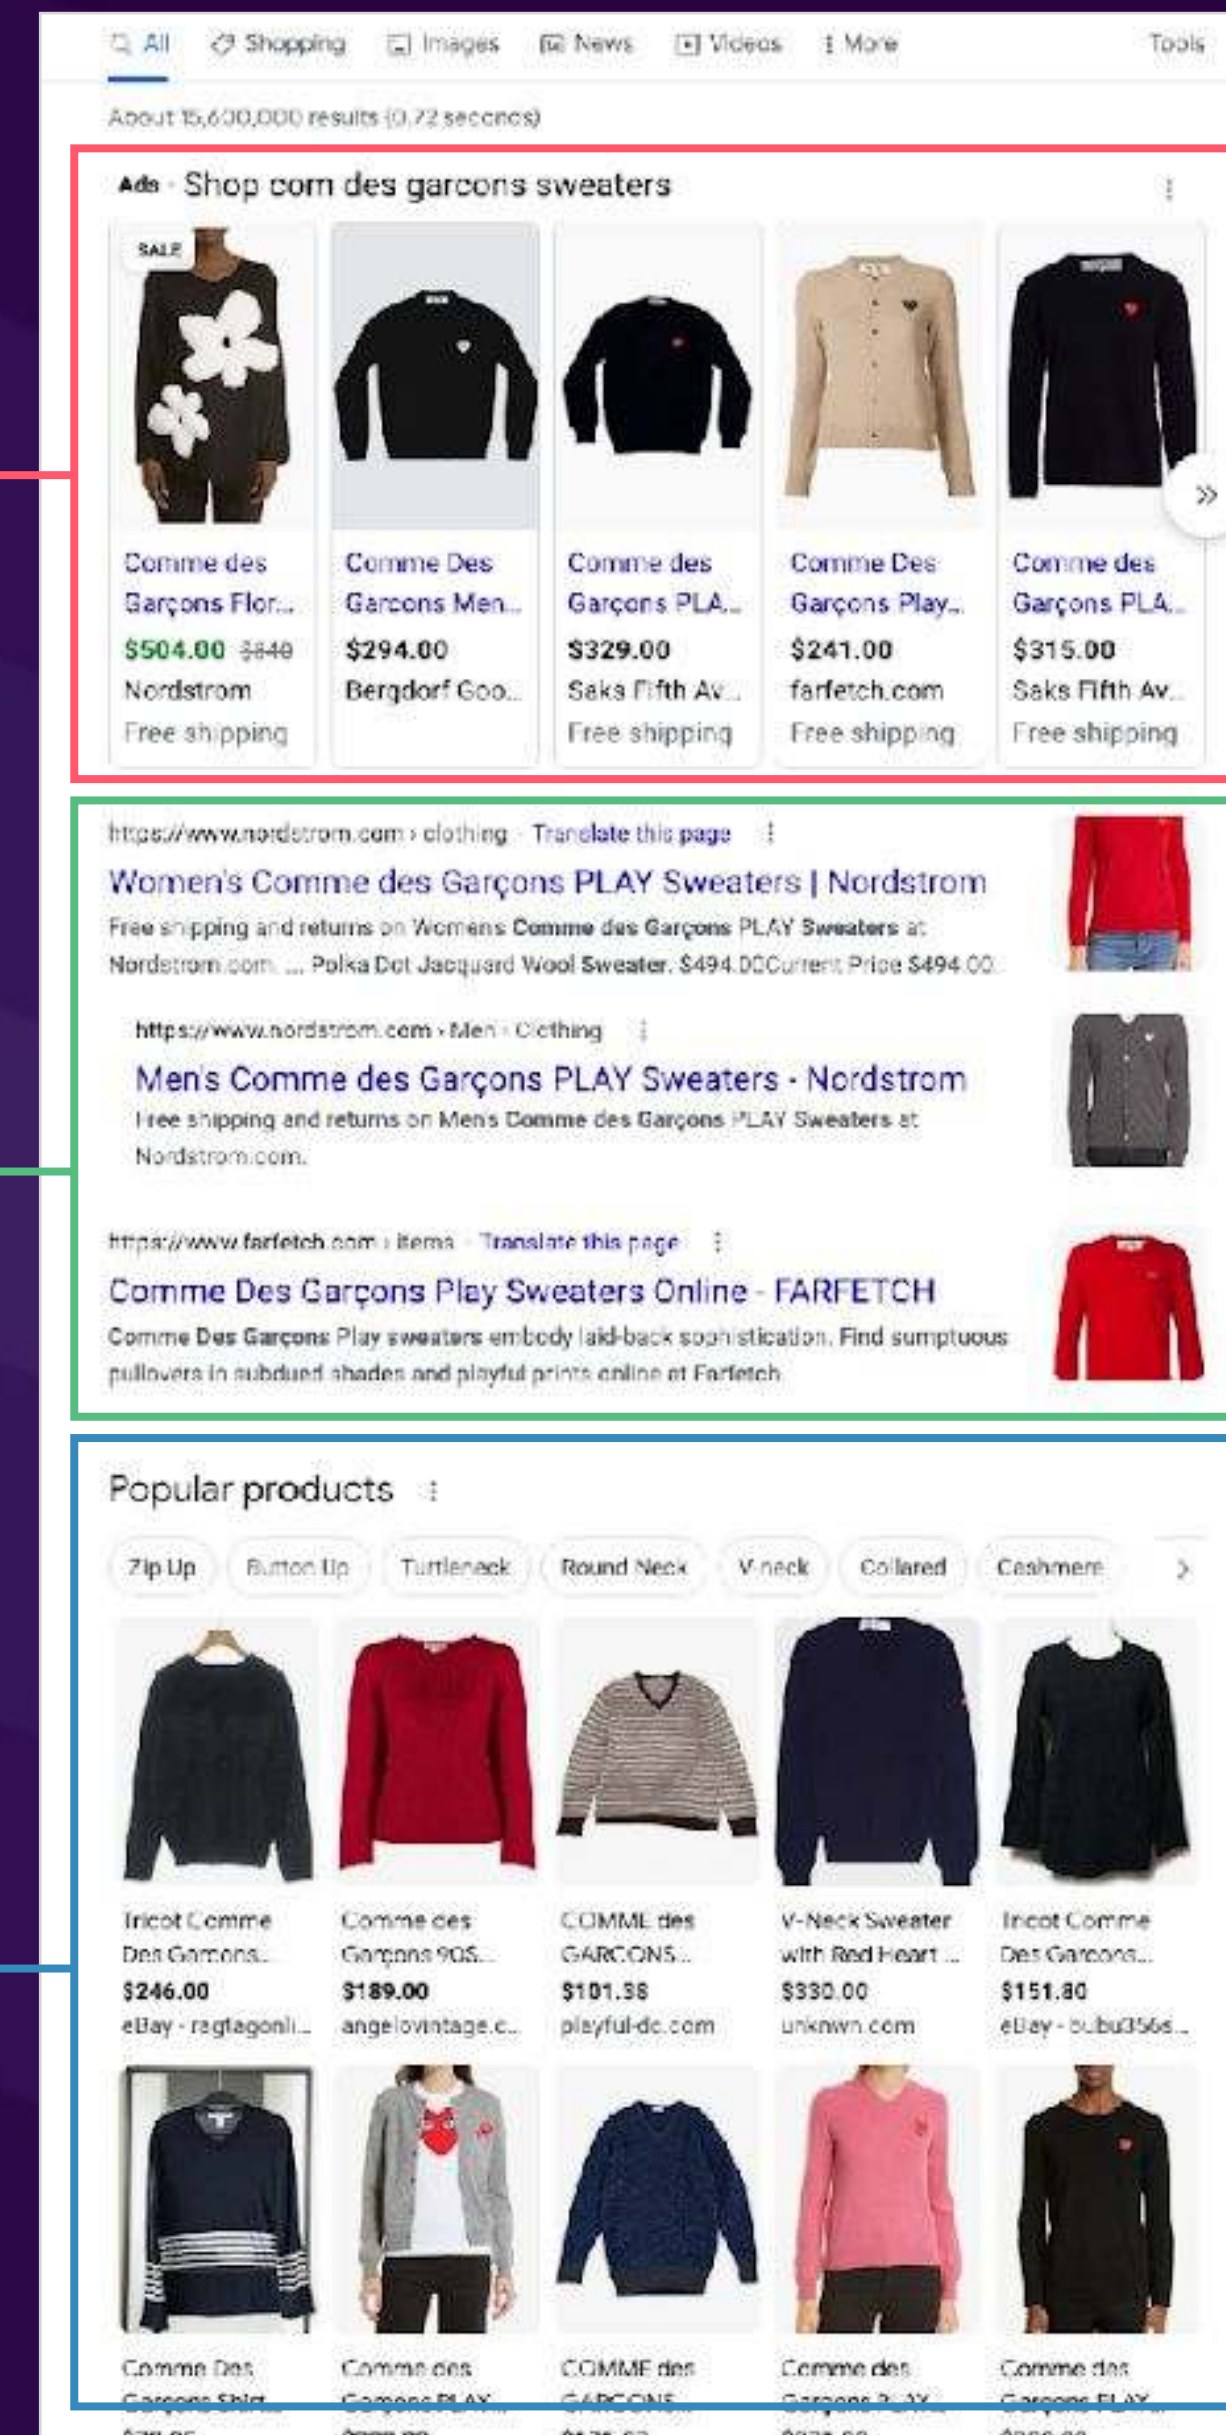 All Shopping Images News Videos More Tools
About 15,600,000 results (0.72 seconds)
Ads · Shop com des garcons sweaters
SALE
Comme des
Garçons Flor...
$504.00 $840
Nordstrom
Free shipping
Comme Des
Garcons Men...
$294.00
Bergdorf Goo...
Comme des
Garçons PLA...
$329.00
Saks Fifth Av...
Free shipping
Comme Des
Garçons Play...
$241.00
farfetch.com
Free shipping
Comme des
Garçons PLA...
$315.00
Saks Fifth Av...
Free shipping
https://www.nordstrom.com › clothing · Translate this page
Women's Comme des Garçons PLAY Sweaters | Nordstrom
Free shipping and returns on Womens Comme des Garçons PLAY Sweaters at
Nordstrom.com. ... Polka Dot Jacquard Wool Sweater. $494.00Current Price $494.00.
https://www.nordstrom.com › Men › Clothing
Men's Comme des Garçons PLAY Sweaters - Nordstrom
Free shipping and returns on Men's Comme des Garçons PLAY Sweaters at
Nordstrom.com.
https://www.farfetch.com › items · Translate this page
Comme Des Garçons Play Sweaters Online - FARFETCH
Comme Des Garçons Play sweaters embody laid-back sophistication. Find sumptuous
pullovers in subdued shades and playful prints online at Farfetch.
Popular products
Zip Up Button Up Turtleneck Round Neck V-neck Collared Cashmere
Tricot Comme
Des Garcons...
$246.00
eBay - ragtagonli...
Comme des
Garçons 90S...
$189.00
angelovintage.c...
COMME des
GARCONS...
$101.38
playful-dc.com
V-Neck Sweater
with Red Heart ...
$330.00
unknwn.com
Tricot Comme
Des Garcons...
$151.80
eBay - bubu356s...
Comme Des
Garcons Shirt
Comme des
Garcons PLAY
COMME des
GARCONS
Comme des
Garcons PLAY
Comme des
Garcons PLAY